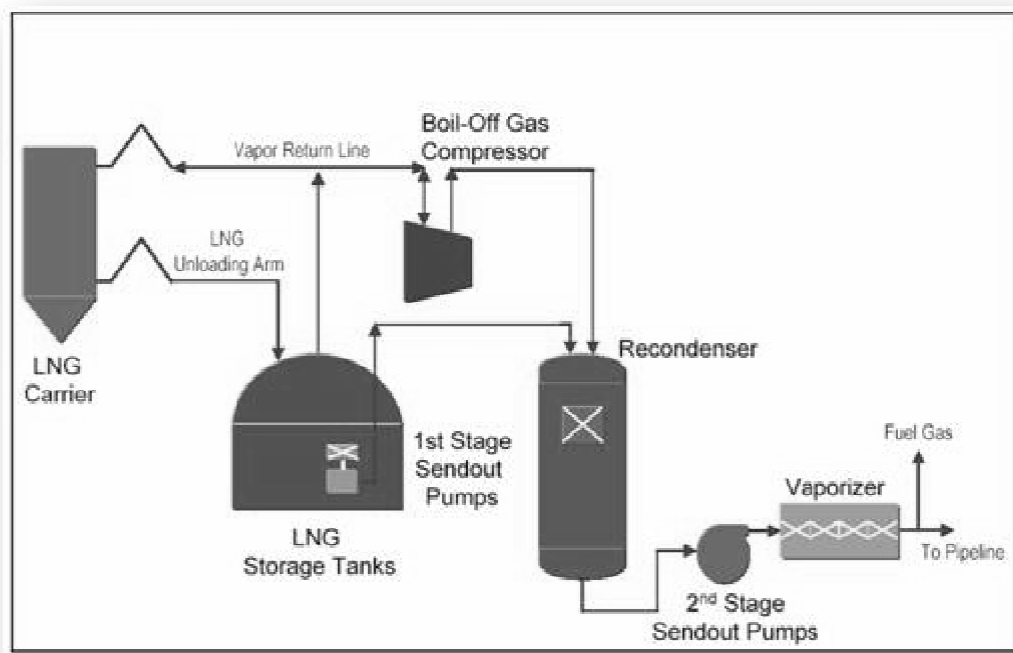 Boil-Off Gas
Compressor
Vapor Return Line
LNG
Unloading Arm
LNG
Carrier
Recondenser
1st Stage
Sendout
Pumps
LNG
Storage Tanks
Fuel Gas
Vaporizer
To Pipeline
2nd Stage
Sendout Pumps